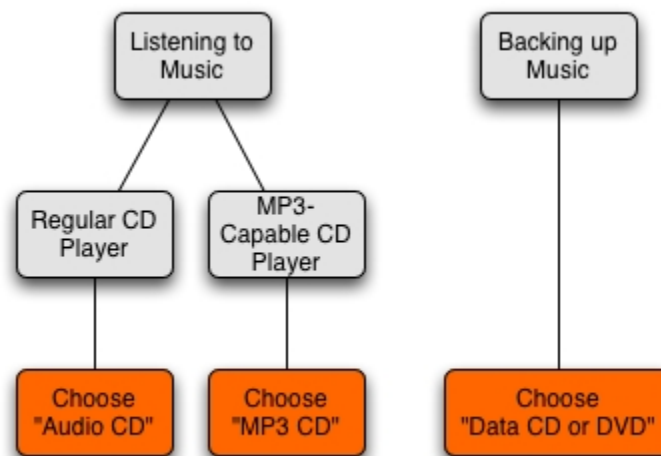 Listening to
Music
Backing up
Music
Regular CD
Player
MP3-
Capable CD
Player
Choose
"Audio CD"
Choose
"MP3 CD"
Choose
"Data CD or DVD"